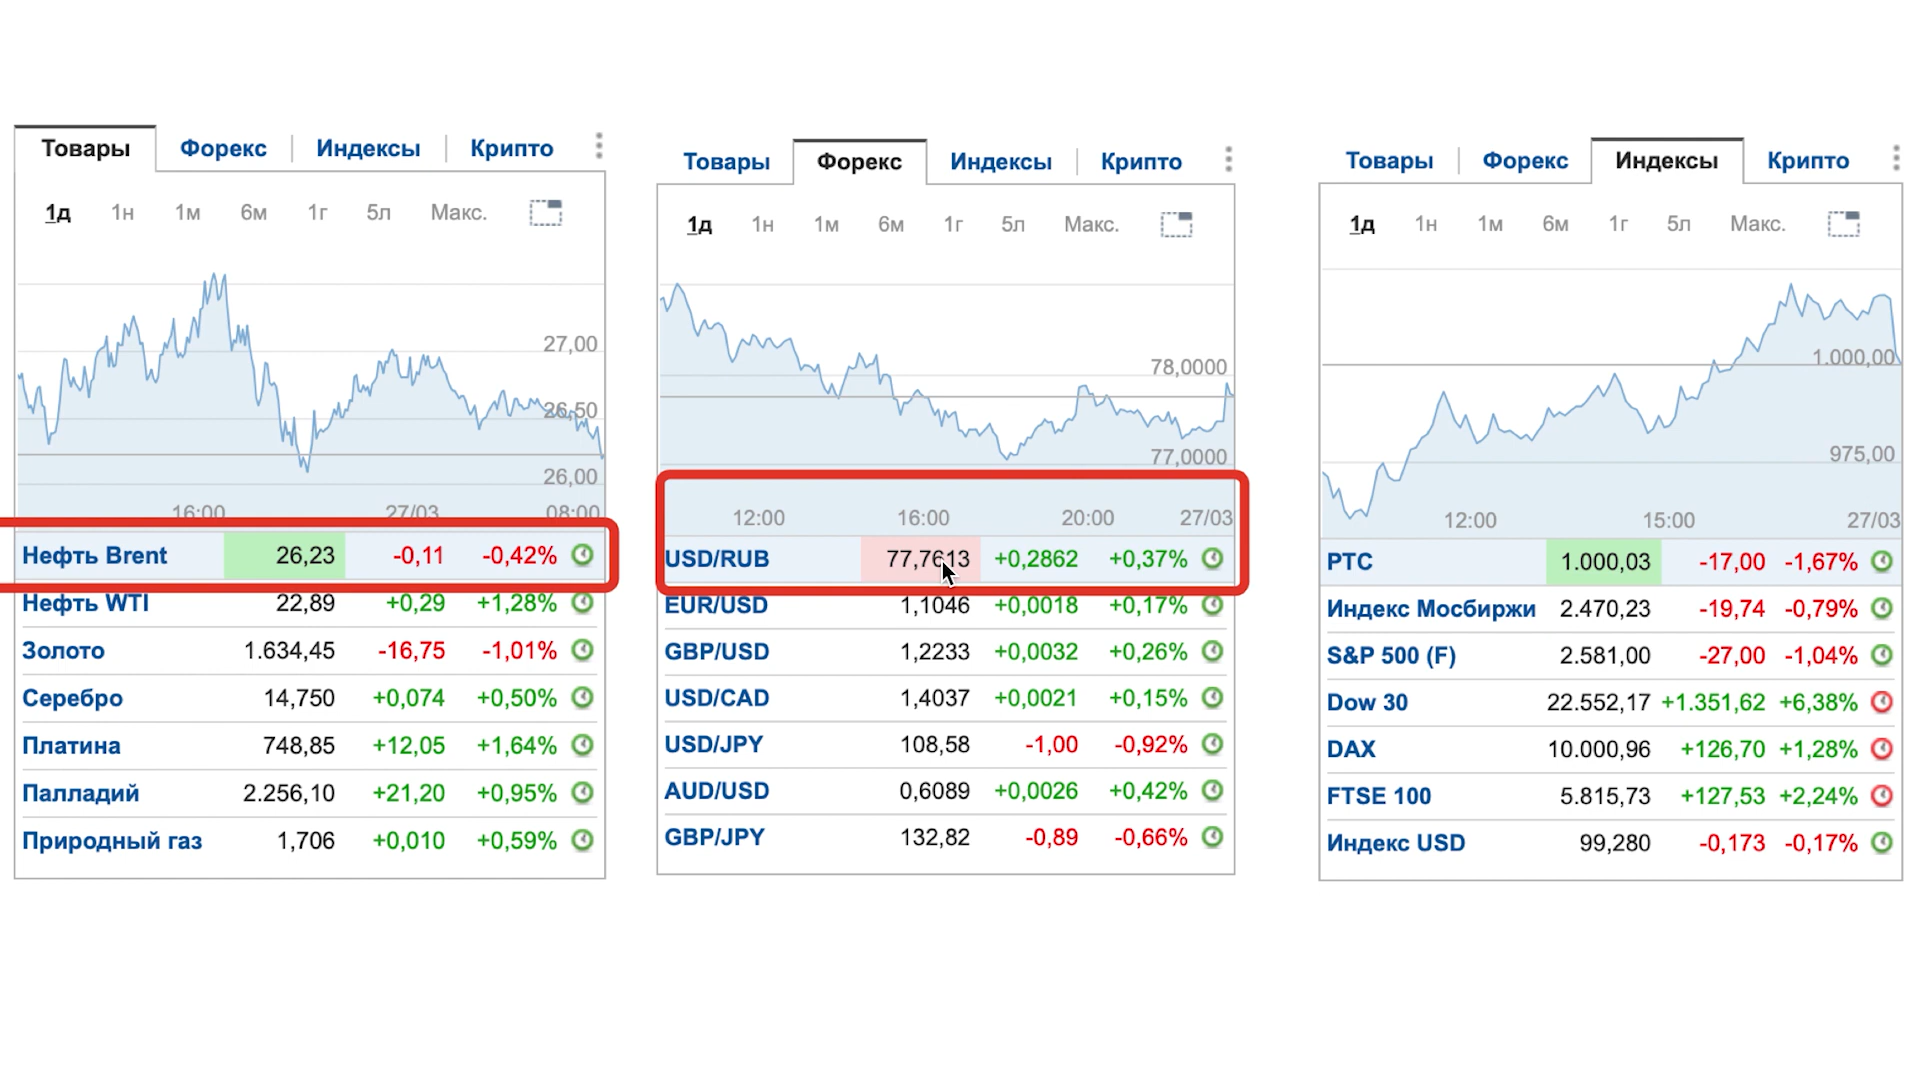 Товары Форекс Индексы Крипто
1д 1н 1м 6м 1г 5л Макс.
27,00
26,50
26,00
16:00 27/03 08:00
Нефть Brent 26,23 -0,11 -0,42%
Нефть WTI 22,89 +0,29 +1,28%
Золото 1.634,45 -16,75 -1,01%
Серебро 14,750 +0,074 +0,50%
Платина 748,85 +12,05 +1,64%
Палладий 2.256,10 +21,20 +0,95%
Природный газ 1,706 +0,010 +0,59%
Товары Форекс Индексы Крипто
1д 1н 1м 6м 1г 5л Макс.
78,0000
77,0000
12:00 16:00 20:00 27/03
USD/RUB 77,7613 +0,2862 +0,37%
EUR/USD 1,1046 +0,0018 +0,17%
GBP/USD 1,2233 +0,0032 +0,26%
USD/CAD 1,4037 +0,0021 +0,15%
USD/JPY 108,58 -1,00 -0,92%
AUD/USD 0,6089 +0,0026 +0,42%
GBP/JPY 132,82 -0,89 -0,66%
Товары Форекс Индексы Крипто
1д 1н 1м 6м 1г 5л Макс.
1.000,00
975,00
12:00 15:00 27/03
РТС 1.000,03 -17,00 -1,67%
Индекс Мосбиржи 2.470,23 -19,74 -0,79%
S&P 500 (F) 2.581,00 -27,00 -1,04%
Dow 30 22.552,17 +1.351,62 +6,38%
DAX 10.000,96 +126,70 +1,28%
FTSE 100 5.815,73 +127,53 +2,24%
Индекс USD 99,280 -0,173 -0,17%